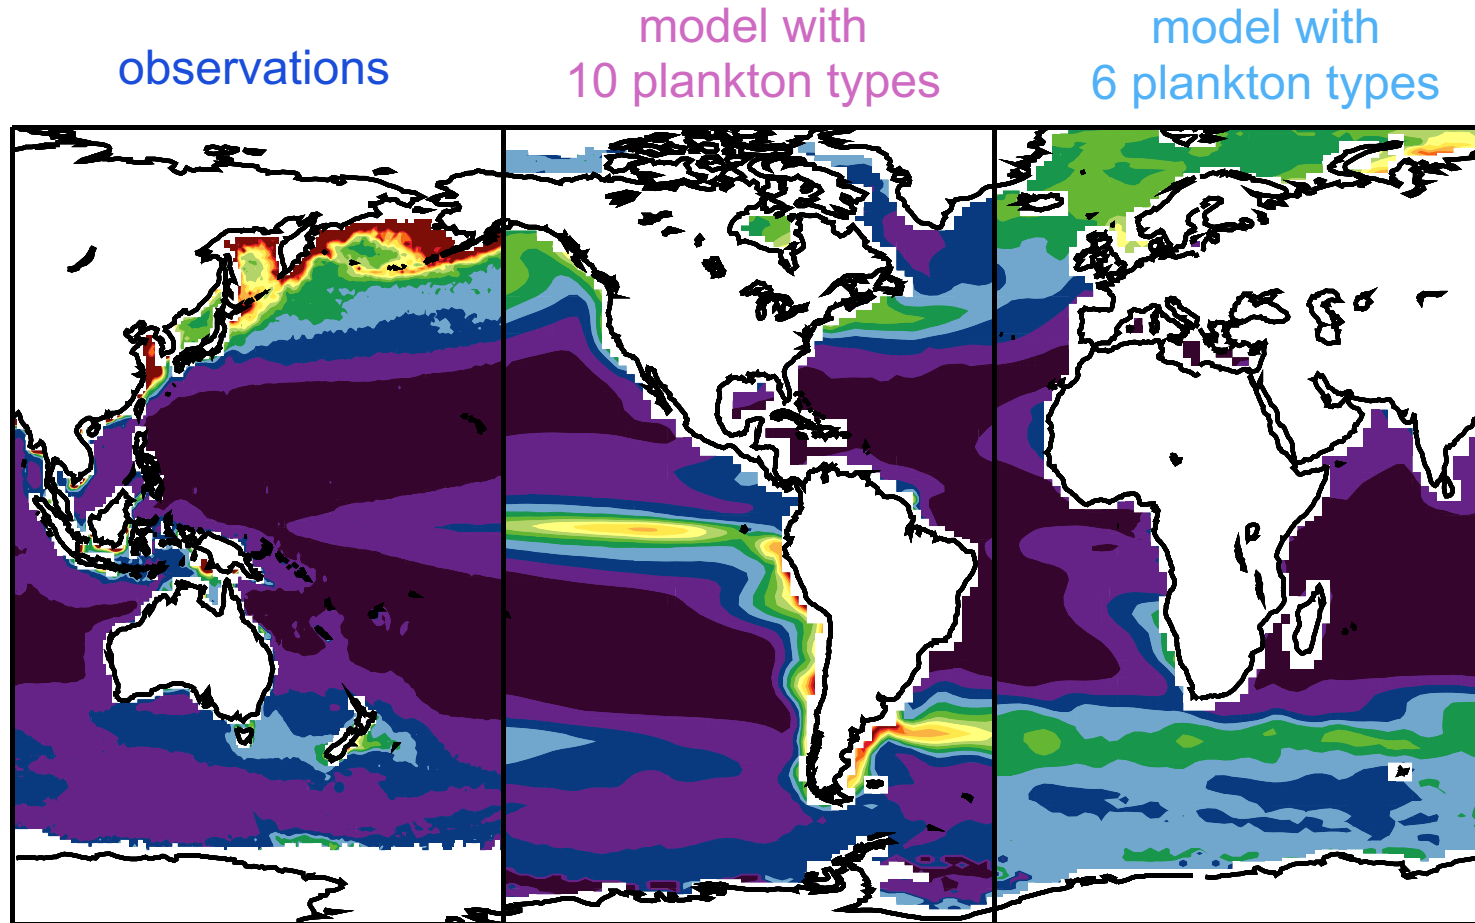 observations
model with
10 plankton types
model with
6 plankton types